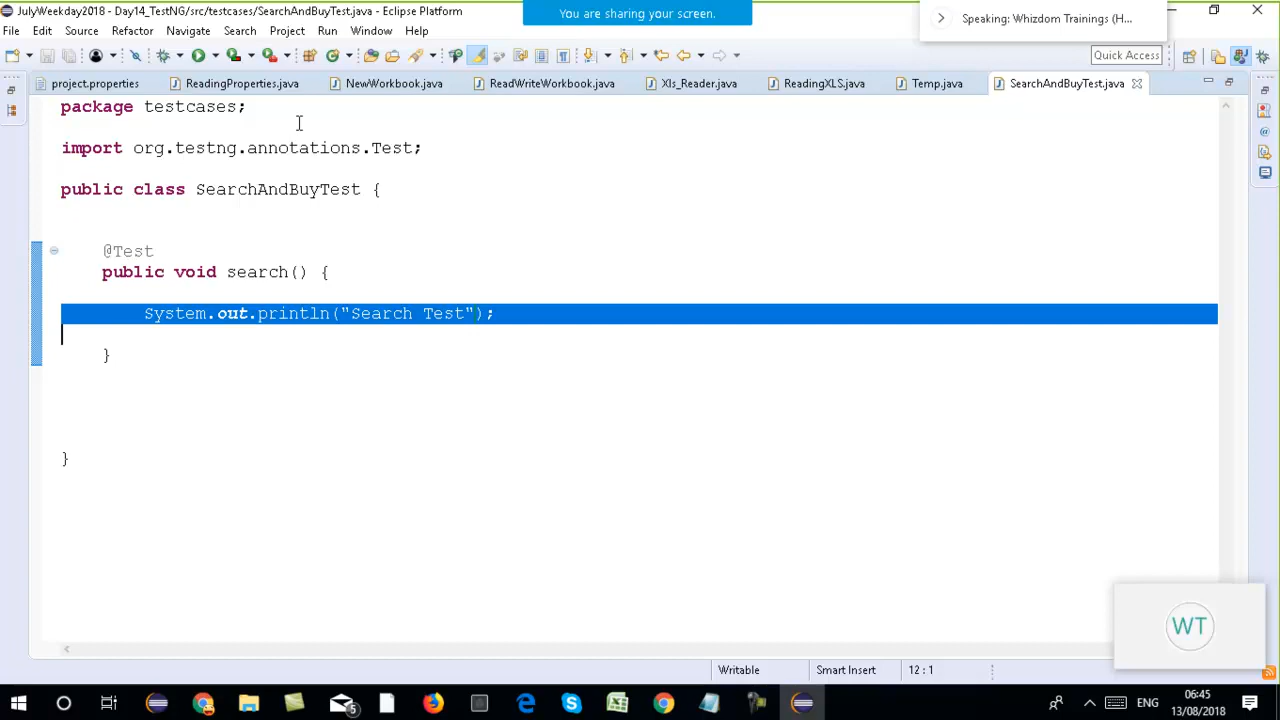 JulyWeekday2018 - Day14_TestNG/src/testcases/SearchAndBuyTest.java - Eclipse Platform
You are sharing your screen.
Speaking: Whizdom Trainings (H...
File Edit Source Refactor Navigate Search Project Run Window Help
Quick Access
project.properties ReadingProperties.java NewWorkbook.java ReadWriteWorkbook.java Xls_Reader.java ReadingXLS.java Temp.java SearchAndBuyTest.java
package testcases;
import org.testng.annotations.Test;
public class SearchAndBuyTest {
@Test
public void search() {
System.out.println("Search Test");
}
}
WT
Writable Smart Insert 12 : 1
5
ENG
06:45
13/08/2018